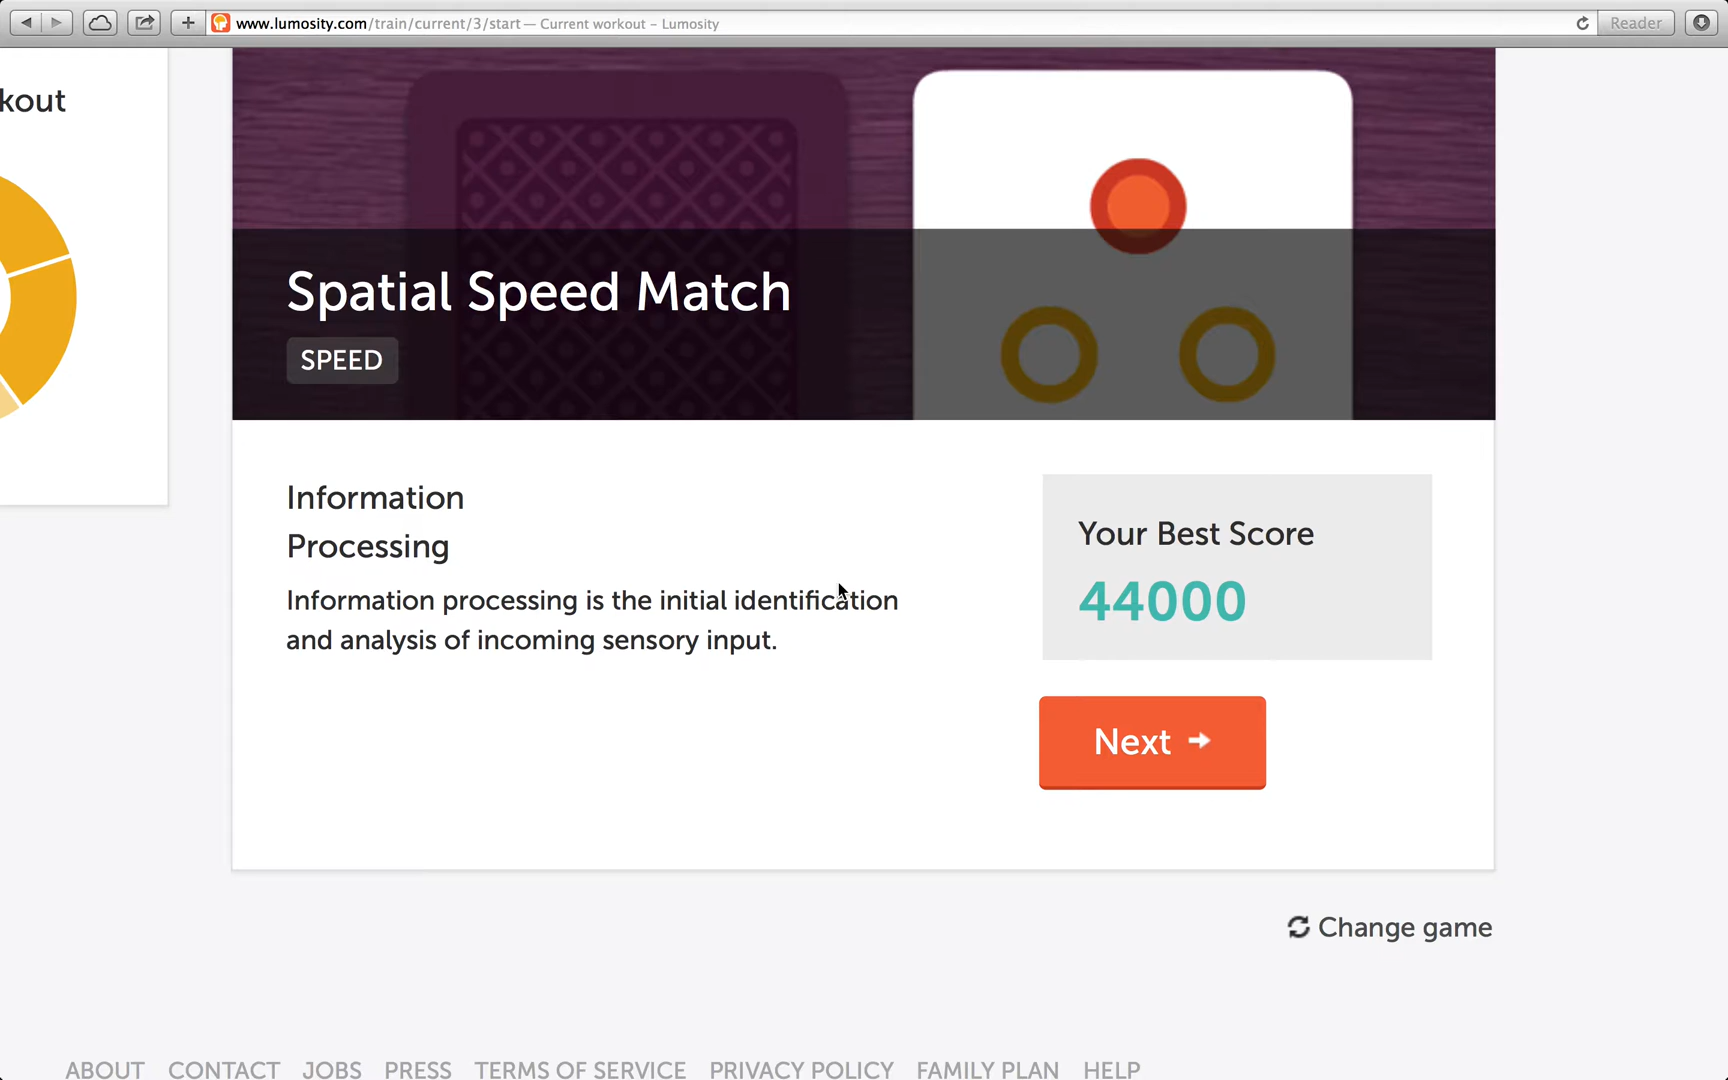 www.lumosity.com/train/current/3/start — Current workout – Lumosity
Reader
kout
Spatial Speed Match
SPEED
Information
Processing
Information processing is the initial identification
and analysis of incoming sensory input.
Your Best Score
44000
Next
Change game
ABOUT CONTACT JOBS PRESS TERMS OF SERVICE PRIVACY POLICY FAMILY PLAN HELP